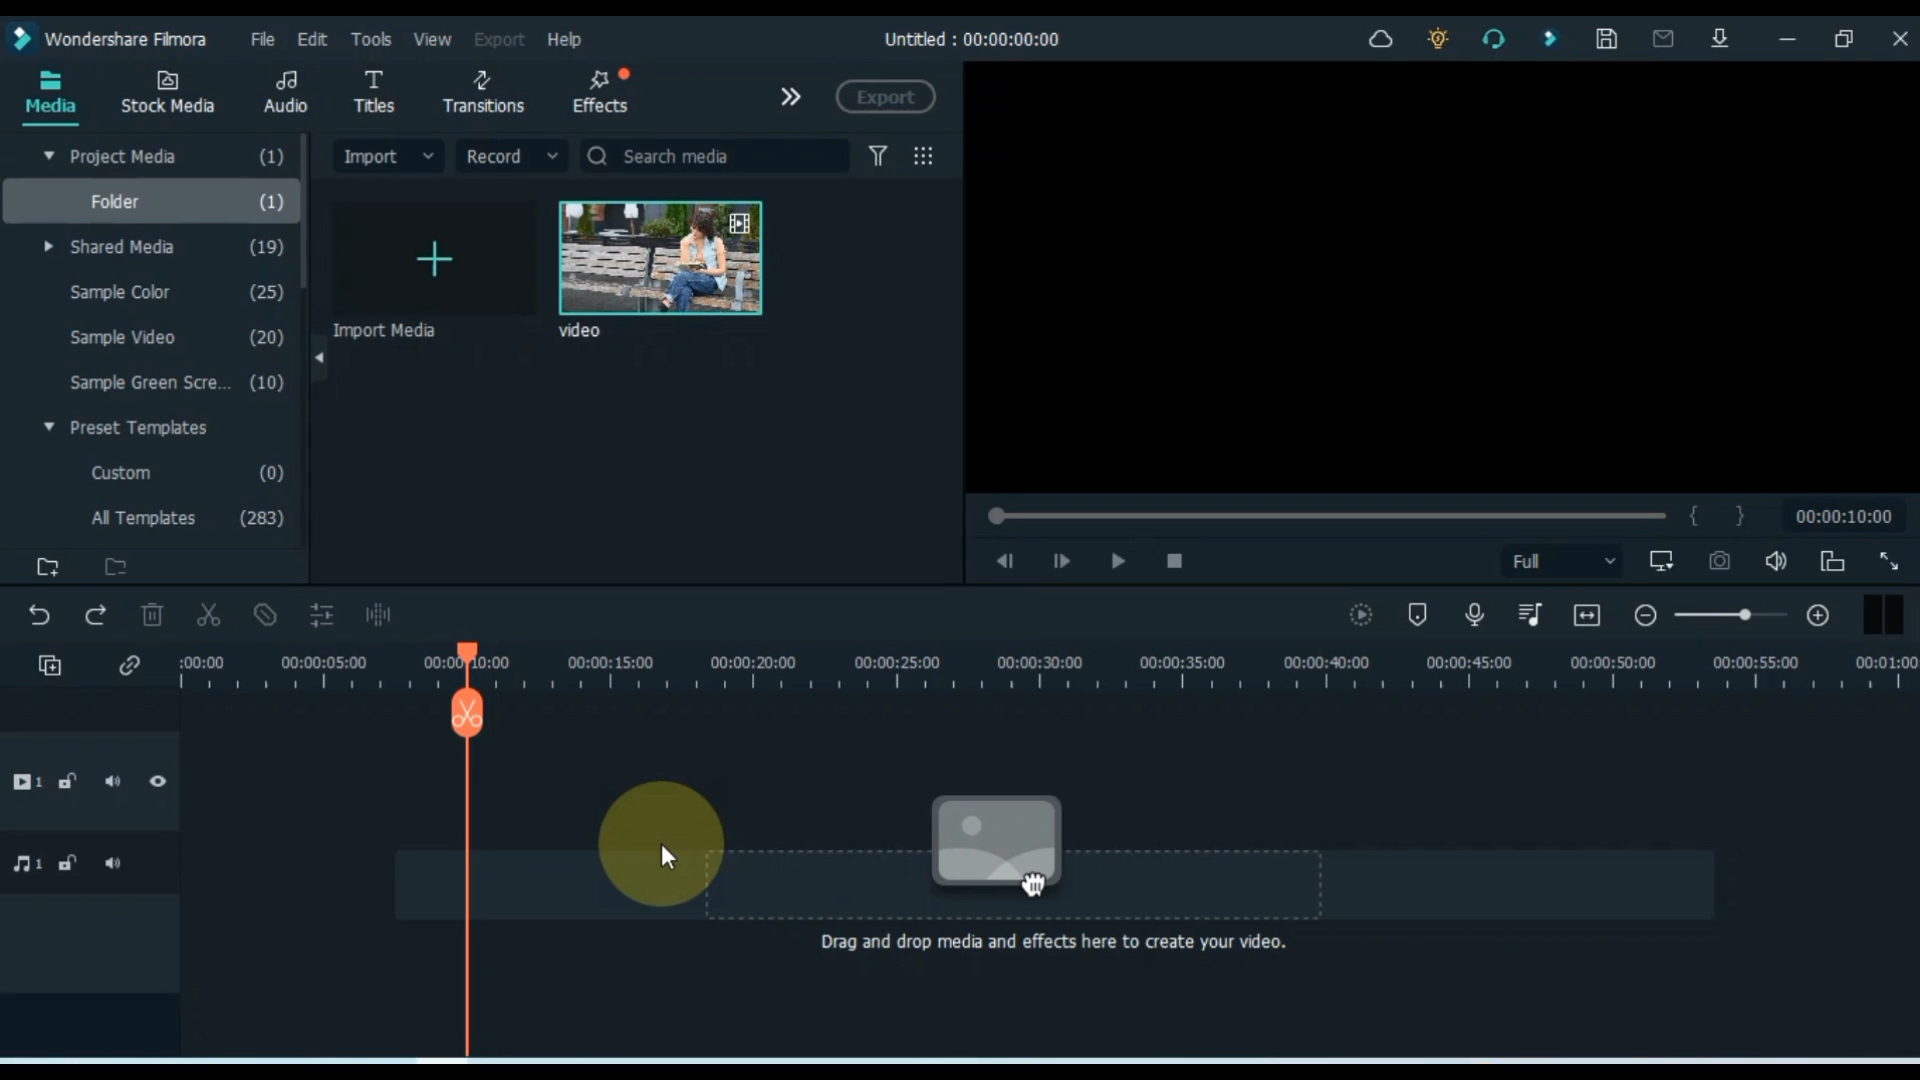 Wondershare Filmora File Edit Tools View Export Help Untitled : 00:00:00:00
Media Stock Media Audio Titles Transitions Effects Export
Project Media (1)
Folder (1)
Shared Media (19)
Sample Color (25)
Sample Video (20)
Sample Green Scre... (10)
Preset Templates
Custom (0)
All Templates (283)
Import Record Search media
Import Media video
{ } 00:00:10:00
Full
:00:00 00:00:05:00 00:00:10:00 00:00:15:00 00:00:20:00 00:00:25:00 00:00:30:00 00:00:35:00 00:00:40:00 00:00:45:00 00:00:50:00 00:00:55:00 00:01:00
1
1
Drag and drop media and effects here to create your video.